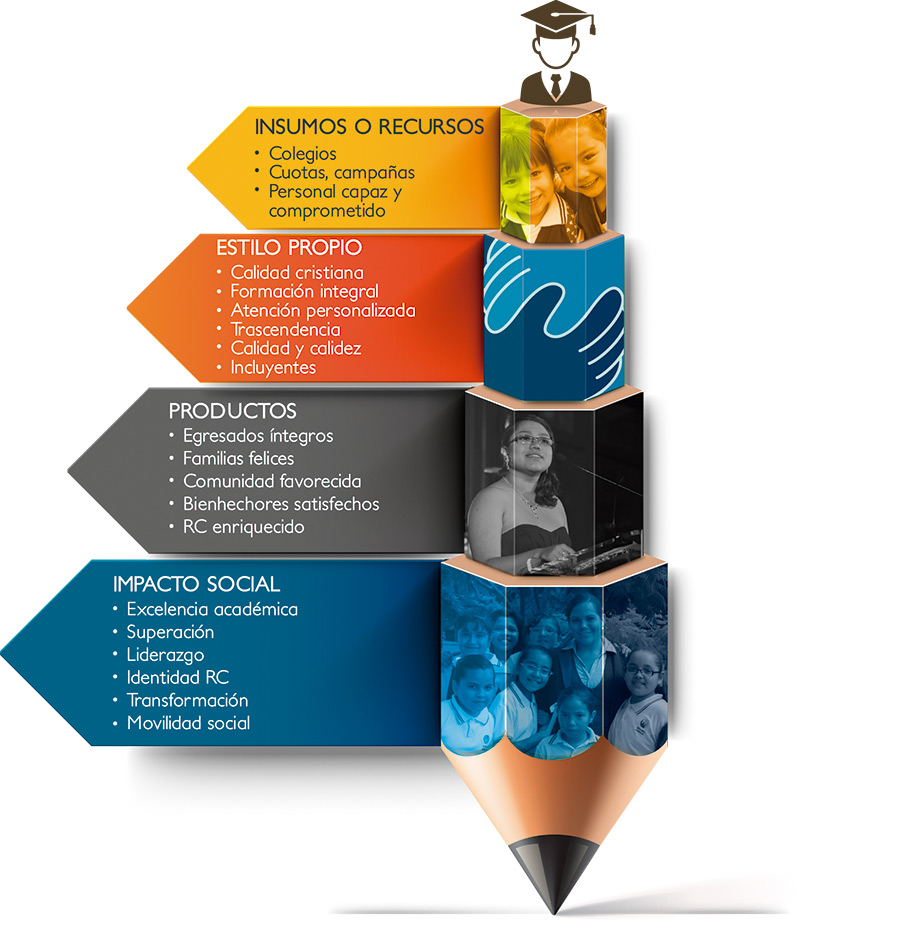 INSUMOS O RECURSOS
• Colegios
• Cuotas, campañas
• Personal capaz y
comprometido
ESTILO PROPIO
• Calidad cristiana
• Formación integral
• Atención personalizada
• Trascendencia
• Calidad y calidez
• Incluyentes
PRODUCTOS
• Egresados íntegros
• Familias felices
• Comunidad favorecida
• Bienhechores satisfechos
• RC enriquecido
IMPACTO SOCIAL
• Excelencia académica
• Superación
• Liderazgo
• Identidad RC
• Transformación
• Movilidad social